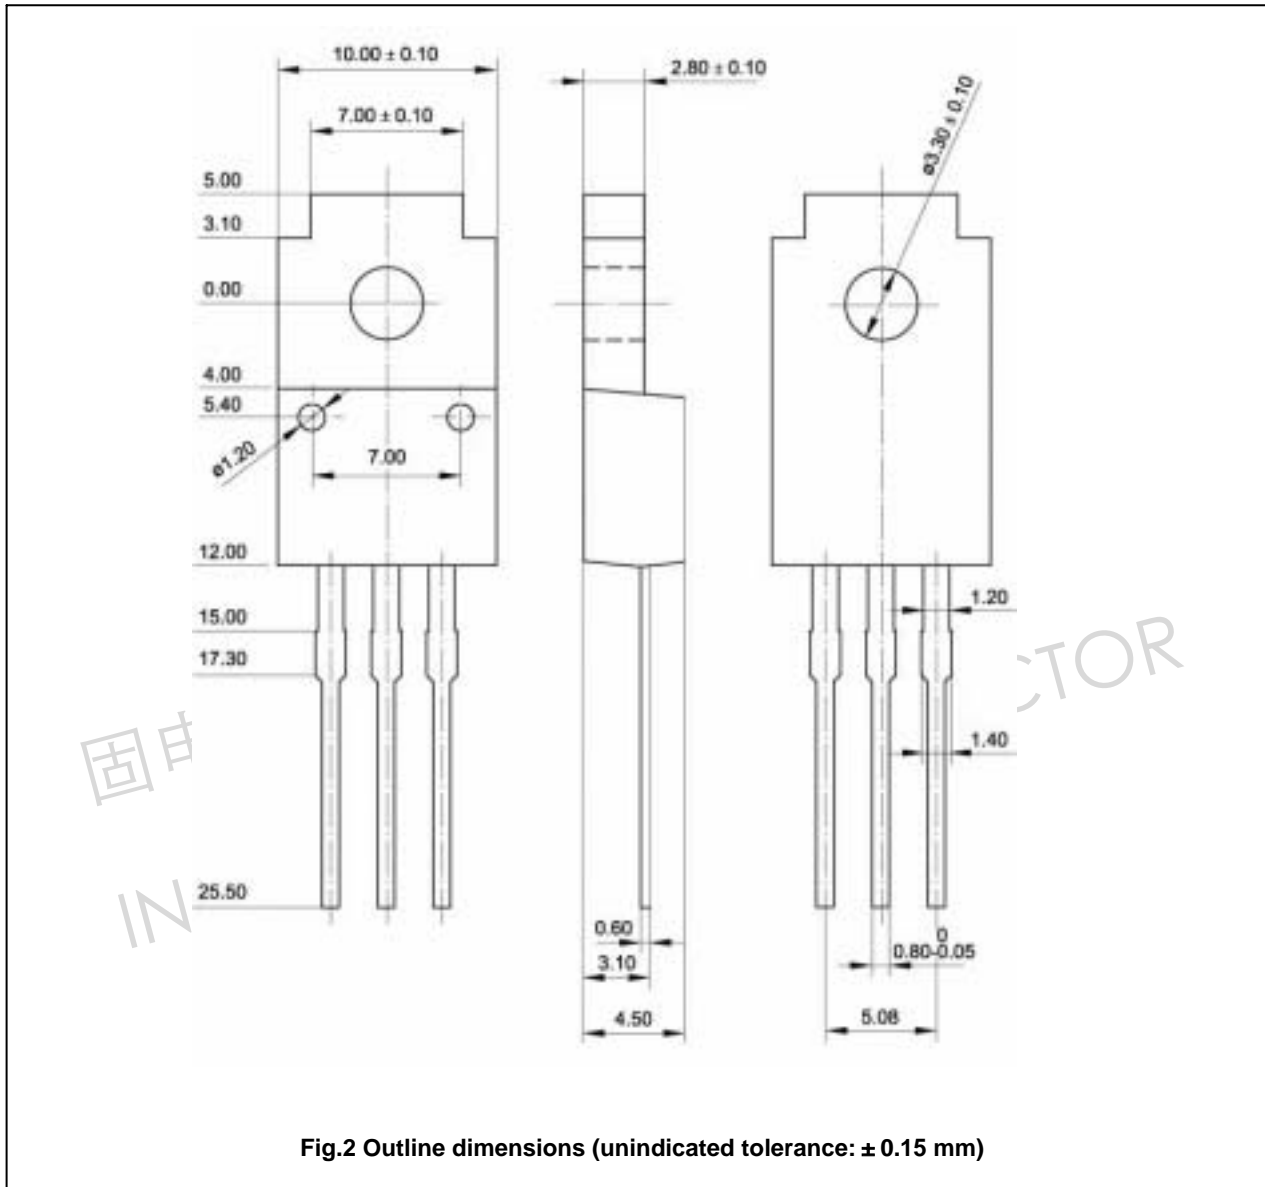 10.00 ± 0.10
2.80 ± 0.10
7.00 ± 0.10
ø3.30 ± 0.10
5.00
3.10
0.00
4.00
5.40
ø1.20
7.00
12.00
15.00
1.20
17.30
CTOR
固
1.40
25.50
IN
0.60
0
0.80-0.05
3.10
4.50
5.08
Fig.2 Outline dimensions (unindicated tolerance: ± 0.15 mm)